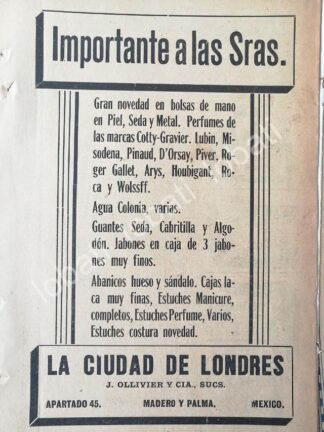 Importante a las Sras.
Gran novedad en bolsas de mano
en Piel, Seda y Metal. Perfumes de
las marcas Cotty-Gravier. Lubin, Mi-
sodena, Pinaud, D'Orsay, Piver, Ro-
ger Gallet, Arys, Houbigant, Ro-
ca y Wolssff.
Agua Colonia, varias.
Guantes Seda, Cabritilla y Algo-
dón. Jabones en caja de 3 jabo-
nes muy finos.
Abanicos hueso y sándalo. Cajas la-
ca muy finas, Estuches Manicure,
completos, Estuches Perfume, Varios,
Estuches costura novedad.
LA CIUDAD DE LONDRES
J. OLLIVIER Y CIA., SUCS.
APARTADO 45. MADERO Y PALMA. MEXICO.